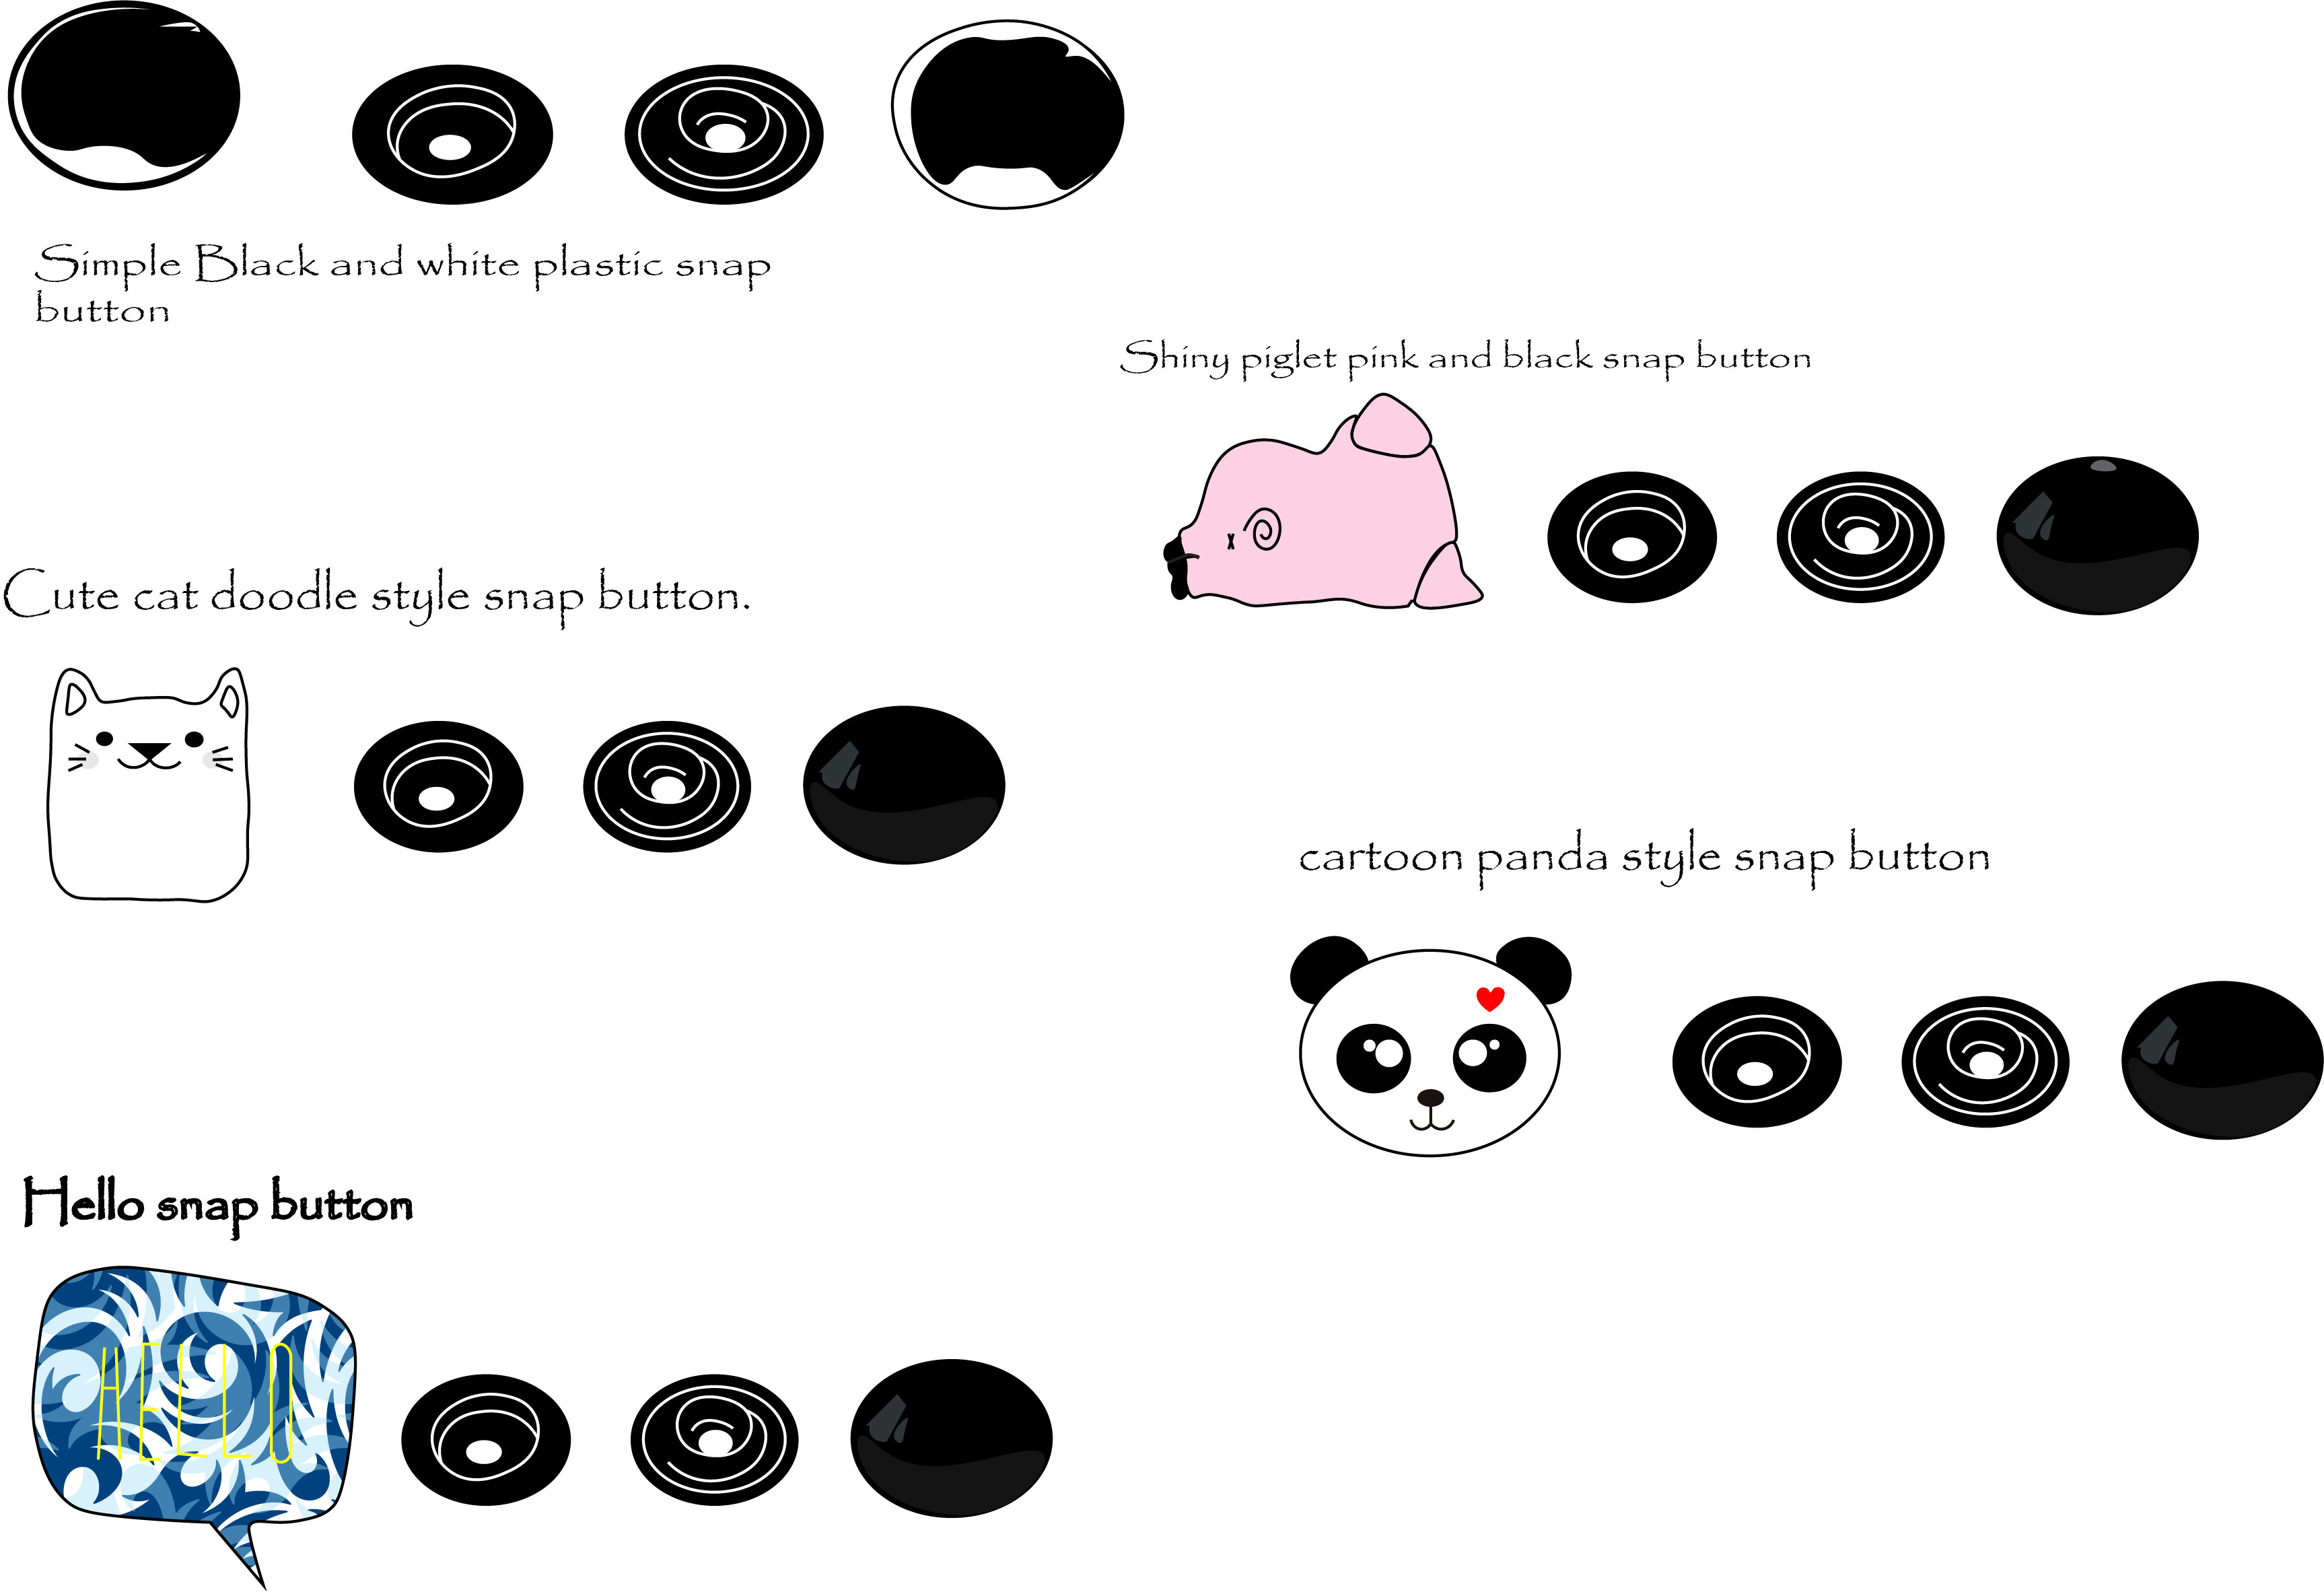 Simple Black and white plastic snap
button
Shiny piglet pink and black snap button
Cute cat doodle style snap button.
cartoon panda style snap button
Hello snap button
HELLO